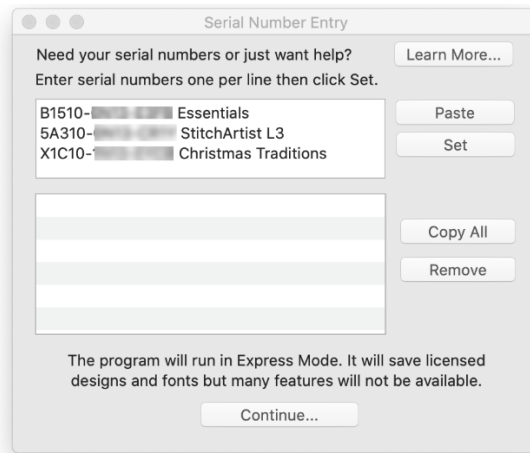 Serial Number Entry
Need your serial numbers or just want help?
Learn More...
Enter serial numbers one per line then click Set.
B1510- Essentials
5A310- StitchArtist L3
X1C10- Christmas Traditions
Paste
Set
Copy All
Remove
The program will run in Express Mode. It will save licensed
designs and fonts but many features will not be available.
Continue...